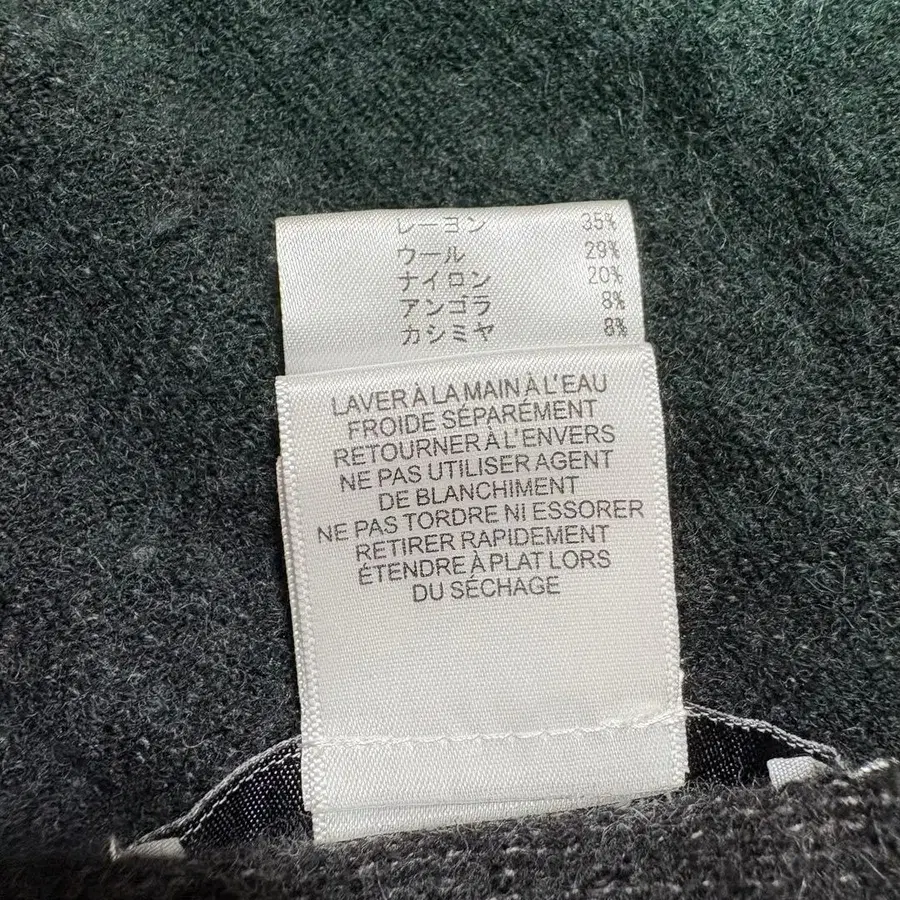 レーヨン 35%
ウール 29%
ナイロン 20%
アンゴラ 8%
カシミヤ 8%
LAVER À LA MAIN À L'EAU
FROIDE SÉPARÉMENT
RETOURNER À L'ENVERS
NE PAS UTILISER AGENT
DE BLANCHIMENT
NE PAS TORDRE NI ESSORER
RETIRER RAPIDEMENT
ÉTENDRE À PLAT LORS
DU SÉCHAGE